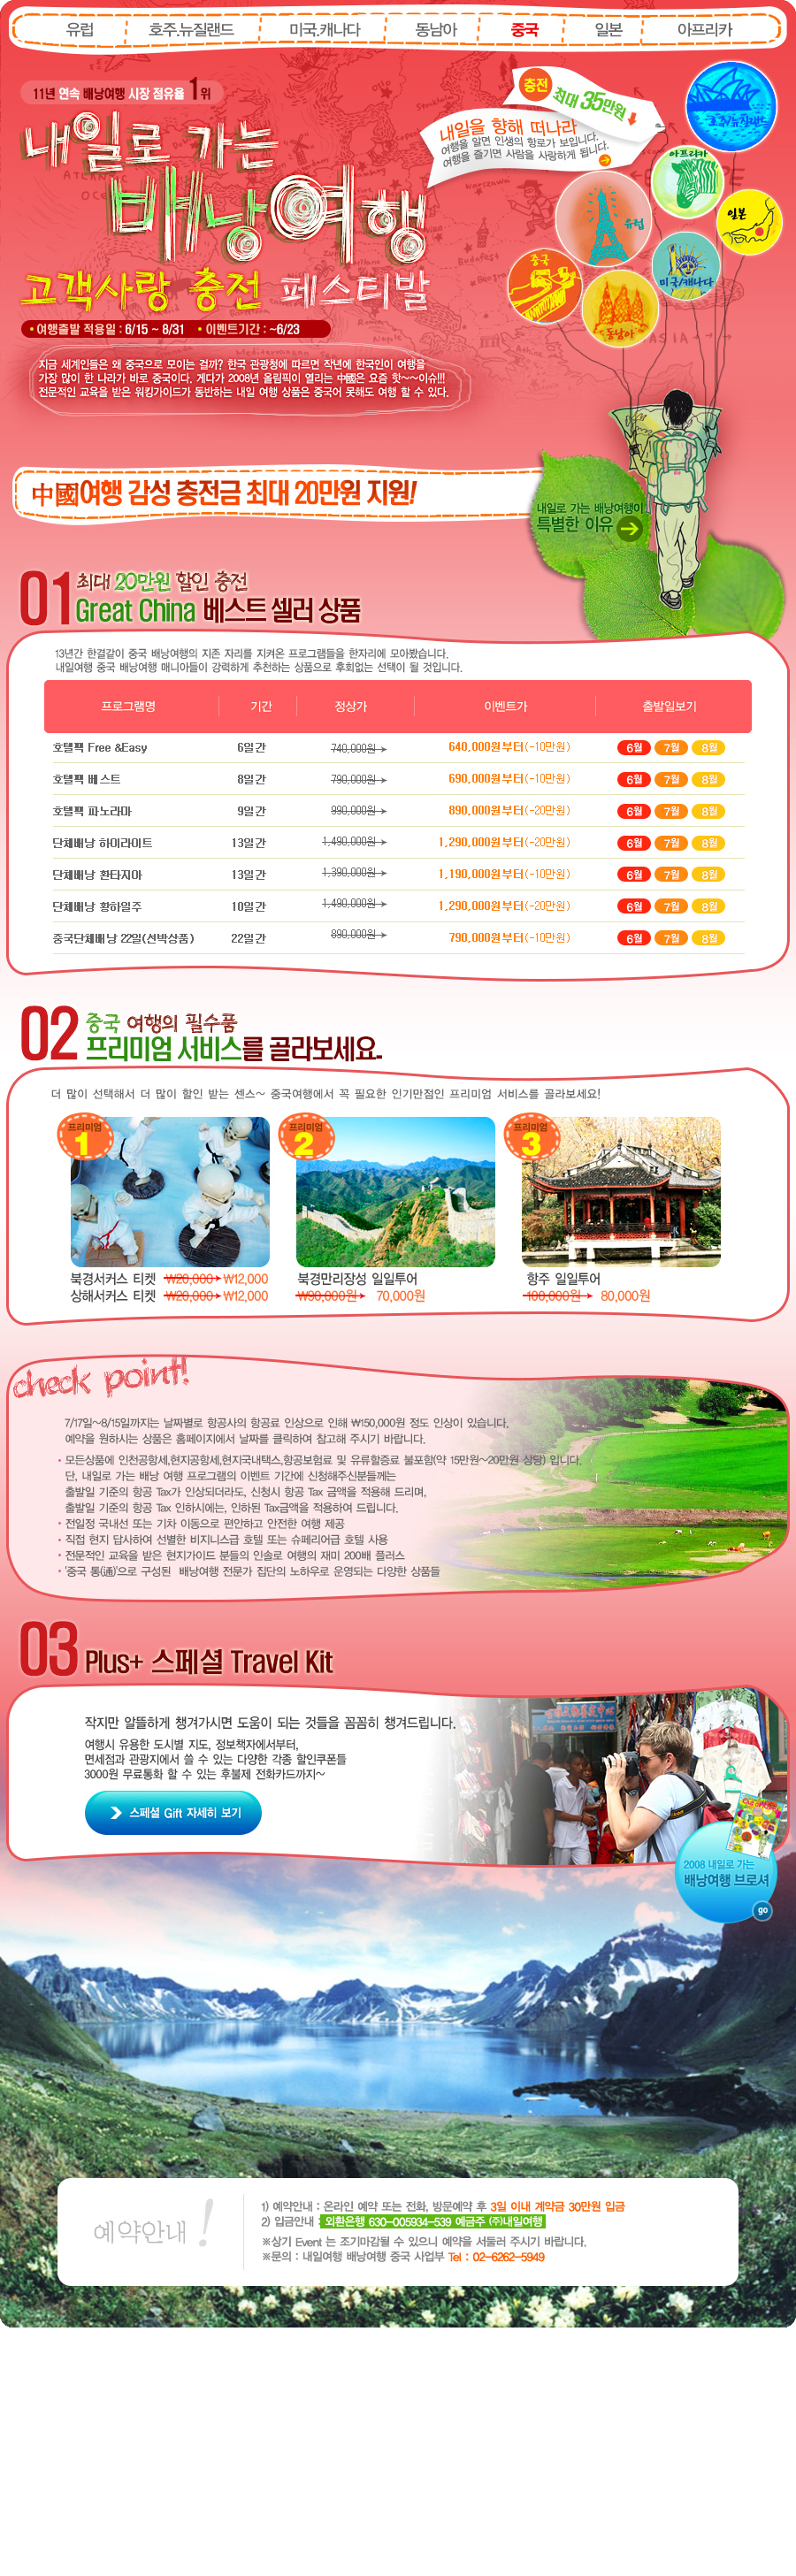 유럽 호주.뉴질랜드 미국.캐나다 동남아 중국 일본 아프리카
11년 연속 배낭여행 시장 점유율 1위
충전 최대 35만원
내일을 향해 떠나라
여행을 알면 인생의 항로가 보입니다.
여행을 즐기면 사람을 사랑하게 됩니다.
호주/뉴질랜드
아프리카
일본
유럽
미국/캐나다
중국
동남아
내일로 가는
배낭여행
고객사랑 충전 페스티발
•여행출발 적용일 : 6/15 ~ 8/31 •이벤트기간 : ~6/23
지금 세계인들은 왜 중국으로 모이는 걸까? 한국 관광청에 따르면 작년에 한국인이 여행을
가장 많이 한 나라가 바로 중국이다. 게다가 2008년 올림픽이 열리는 中國은 요즘 핫~~이슈!!!
전문적인 교육을 받은 워킹가이드가 동반하는 내일 여행 상품은 중국어 못해도 여행 할 수 있다.
中國여행 감성 충전금 최대 20만원 지원!
내일로 가는 배낭여행이
특별한 이유
01 최대 20만원 할인 충전
Great China 베스트 셀러 상품
13년간 한결같이 중국 배낭여행의 지존 자리를 지켜온 프로그램들을 한자리에 모아봤습니다.
내일여행 중국 배낭여행 매니아들이 강력하게 추천하는 상품으로 후회없는 선택이 될 것입니다.
프로그램명 기간 정상가 이벤트가 출발일보기
호텔팩 Free &Easy 6일간 740,000원 640,000원부터(-10만원) 6월 7월 8월
호텔팩 베스트 8일간 790,000원 690,000원부터(-10만원) 6월 7월 8월
호텔팩 파노라마 9일간 990,000원 890,000원부터(-20만원) 6월 7월 8월
단체배낭 하이라이트 13일간 1,490,000원 1,290,000원부터(-20만원) 6월 7월 8월
단체배낭 환타지아 13일간 1,390,000원 1,190,000원부터(-10만원) 6월 7월 8월
단체배낭 황하일주 10일간 1,490,000원 1,290,000원부터(-20만원) 6월 7월 8월
중국단체배낭 22일(선박상품) 22일간 890,000원 790,000원부터(-10만원) 6월 7월 8월
02 중국 여행의 필수품
프리미엄 서비스를 골라보세요.
더 많이 선택해서 더 많이 할인 받는 센스~ 중국여행에서 꼭 필요한 인기만점인 프리미엄 서비스를 골라보세요!
프리미엄 1 프리미엄 2 프리미엄 3
북경서커스 티켓 ₩20,000 ₩12,000
상해서커스 티켓 ₩20,000 ₩12,000
북경만리장성 일일투어
₩90,000원 70,000원
항주 일일투어
100,000원 80,000원
check point!
7/17일~8/15일까지는 날짜별로 항공사의 항공료 인상으로 인해 ₩150,000원 정도 인상이 있습니다.
예약을 원하시는 상품은 홈페이지에서 날짜를 클릭하여 참고해 주시기 바랍니다.
• 모든상품에 인천공항세,현지공항세,현지국내택스,항공보험료 및 유류할증료 불포함(약 15만원~20만원 상당) 입니다.
단, 내일로 가는 배낭 여행 프로그램의 이벤트 기간에 신청해주신분들께는
출발일 기준의 항공 Tax가 인상되더라도, 신청시 항공 Tax 금액을 적용해 드리며,
출발일 기준의 항공 Tax 인하시에는, 인하된 Tax금액을 적용하여 드립니다.
• 전일정 국내선 또는 기차 이동으로 편안하고 안전한 여행 제공
• 직접 현지 답사하여 선별한 비지니스급 호텔 또는 슈페리어급 호텔 사용
• 전문적인 교육을 받은 현지가이드 분들의 인솔로 여행의 재미 200배 플러스
• '중국 통(通)'으로 구성된 배낭여행 전문가 집단의 노하우로 운영되는 다양한 상품들
03 Plus+ 스페셜 Travel Kit
작지만 알뜰하게 챙겨가시면 도움이 되는 것들을 꼼꼼히 챙겨드립니다.
여행시 유용한 도시별 지도, 정보책자에서부터,
면세점과 관광지에서 쓸 수 있는 다양한 각종 할인쿠폰들
3000원 무료통화 할 수 있는 후불제 전화카드까지~
스페셜 Gift 자세히 보기
2008 내일로 가는
배낭여행 브로셔
go
예약안내 !
1) 예약안내 : 온라인 예약 또는 전화, 방문예약 후 3일 이내 계약금 30만원 입금
2) 입금안내 : 외환은행 630-005934-539 예금주 ㈜내일여행
※상기 Event 는 조기마감될 수 있으니 예약을 서둘러 주시기 바랍니다.
※문의 : 내일여행 배낭여행 중국 사업부 Tel : 02-6262-5949